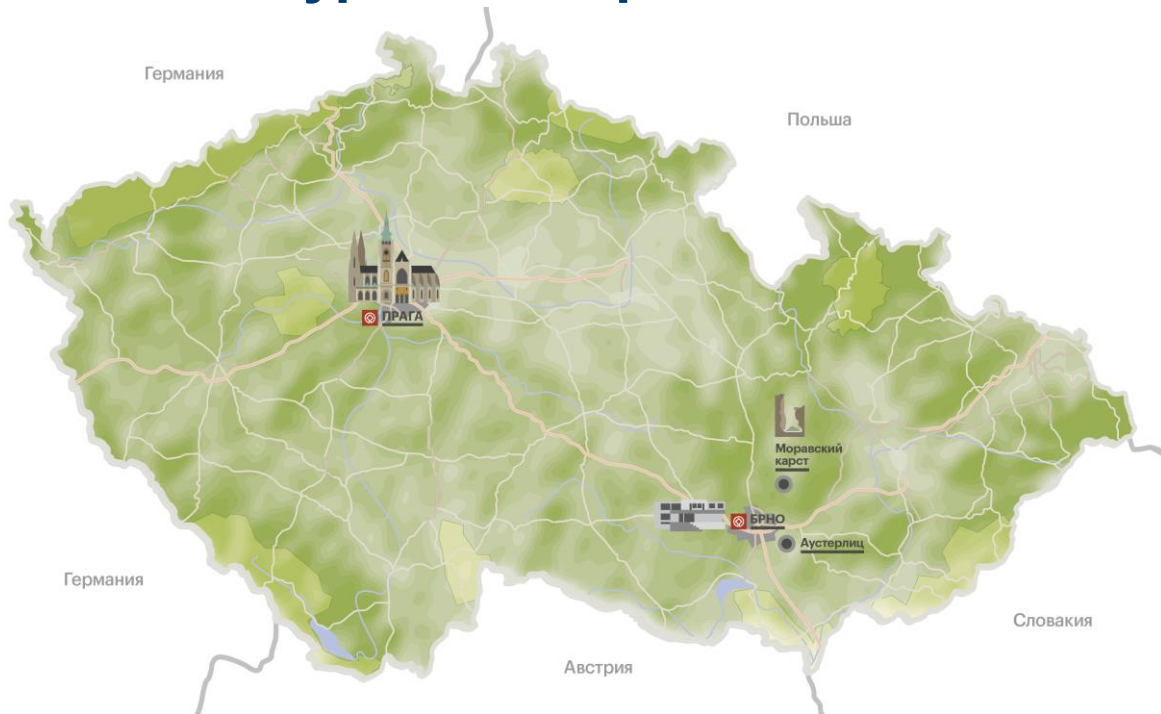 Германия
Польша
ПРАГА
Моравский
карст
БРНО
Аустерлиц
Германия
Словакия
Австрия